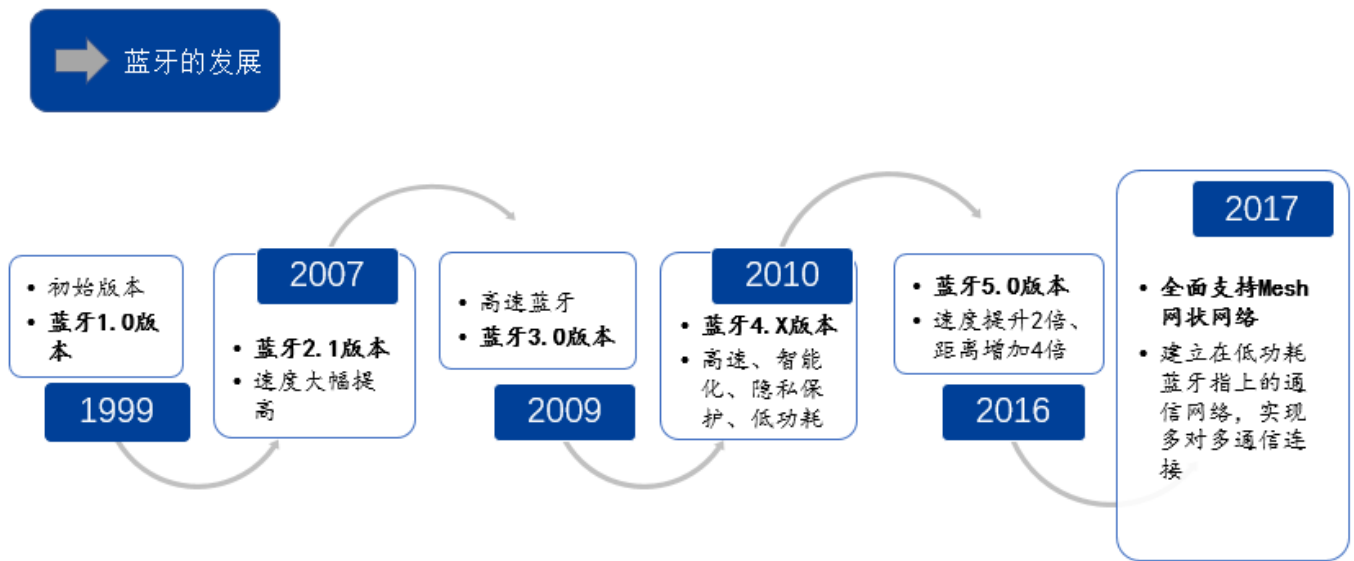 蓝牙的发展
• 初始版本
• 蓝牙1.0版
本
1999
2007
• 蓝牙2.1版本
• 速度大幅提
高
• 高速蓝牙
• 蓝牙3.0版本
2009
2010
• 蓝牙4.X版本
• 高速、智能
化、隐私保
护、低功耗
• 蓝牙5.0版本
• 速度提升2倍、
距离增加4倍
2016
2017
• 全面支持Mesh
网状网络
• 建立在低功耗
蓝牙指上的通
信网络，实现
多对多通信连
接